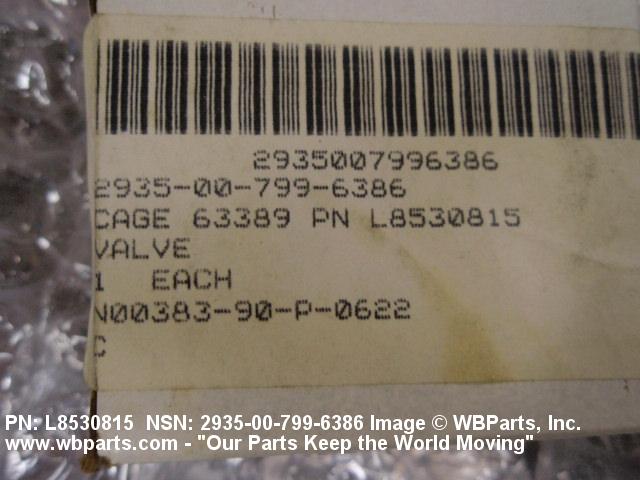 2935007996386
2935-00-799-6386
CAGE 63389 PN L8530815
VALVE
1 EACH
N00383-90-P-0622
C
PN: L8530815 NSN: 2935-00-799-6386 Image © WBParts, Inc.
www.wbparts.com - "Our Parts Keep the World Moving"